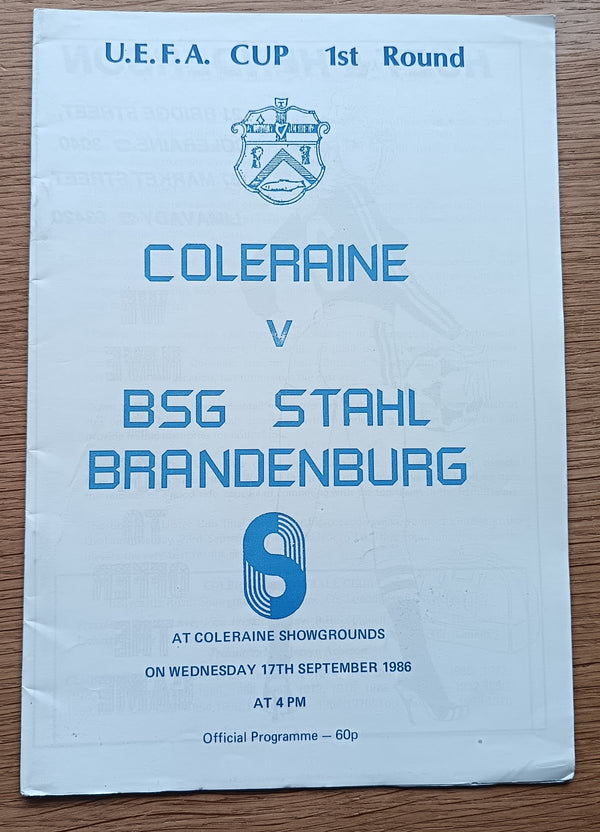 U.E.F.A. CUP 1st Round
COLERAINE
V
BSG STAHL
BRANDENBURG
S
AT COLERAINE SHOWGROUNDS
ON WEDNESDAY 17TH SEPTEMBER 1986
AT 4 PM
Official Programme — 60p